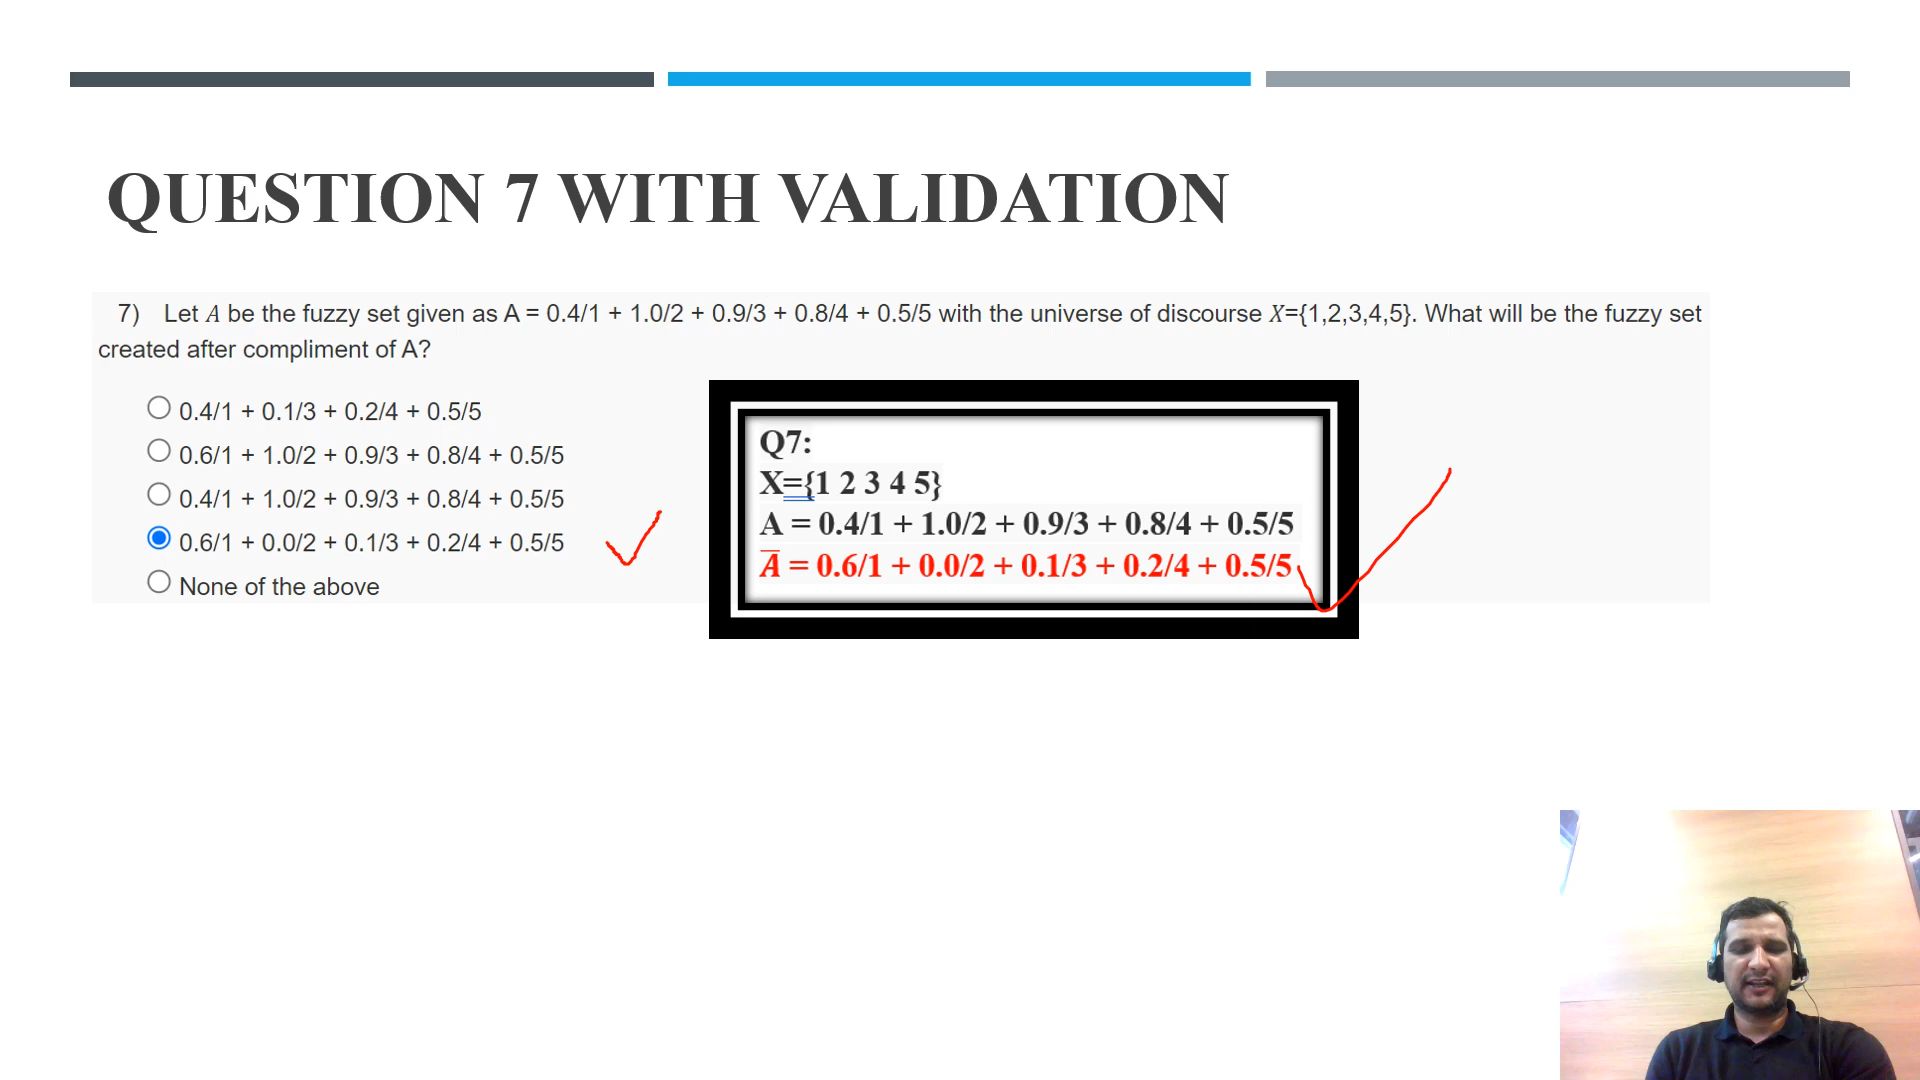 QUESTION 7 WITH VALIDATION
7) Let A be the fuzzy set given as A = 0.4/1 + 1.0/2 + 0.9/3 + 0.8/4 + 0.5/5 with the universe of discourse X={1,2,3,4,5}. What will be the fuzzy set
created after compliment of A?
0.4/1 + 0.1/3 + 0.2/4 + 0.5/5
0.6/1 + 1.0/2 + 0.9/3 + 0.8/4 + 0.5/5
0.4/1 + 1.0/2 + 0.9/3 + 0.8/4 + 0.5/5
0.6/1 + 0.0/2 + 0.1/3 + 0.2/4 + 0.5/5
None of the above
Q7:
X={1 2 3 4 5}
A = 0.4/1 + 1.0/2 + 0.9/3 + 0.8/4 + 0.5/5
A̅ = 0.6/1 + 0.0/2 + 0.1/3 + 0.2/4 + 0.5/5